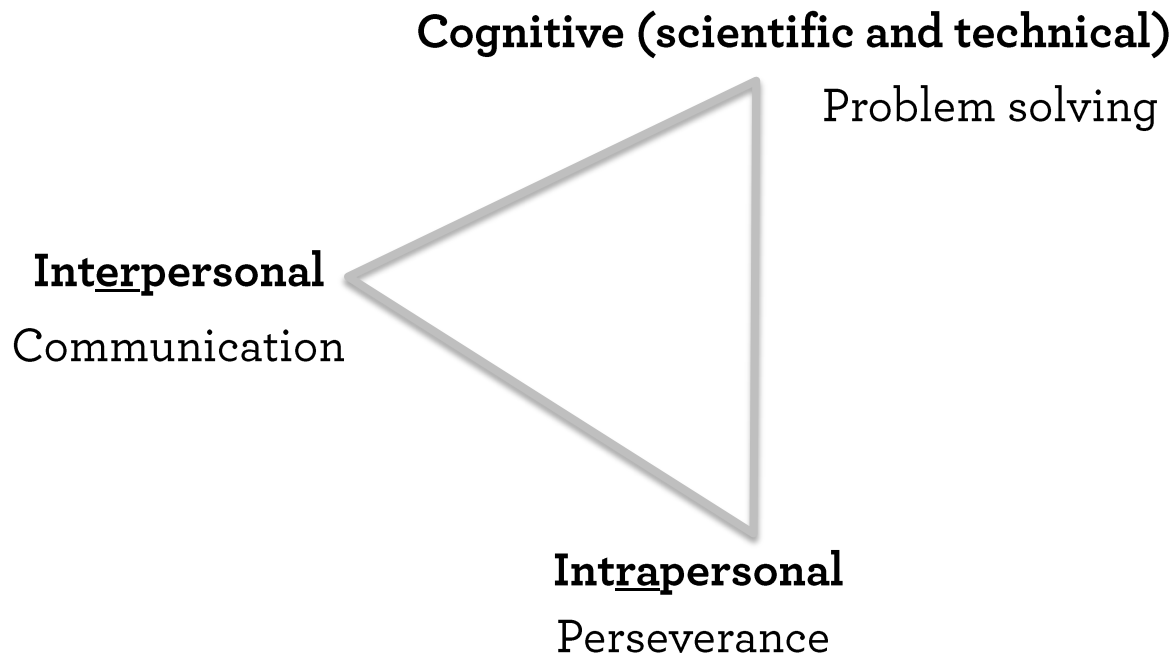 Cognitive (scientific and technical)
Problem solving
Interpersonal
Communication
Intrapersonal
Perseverance